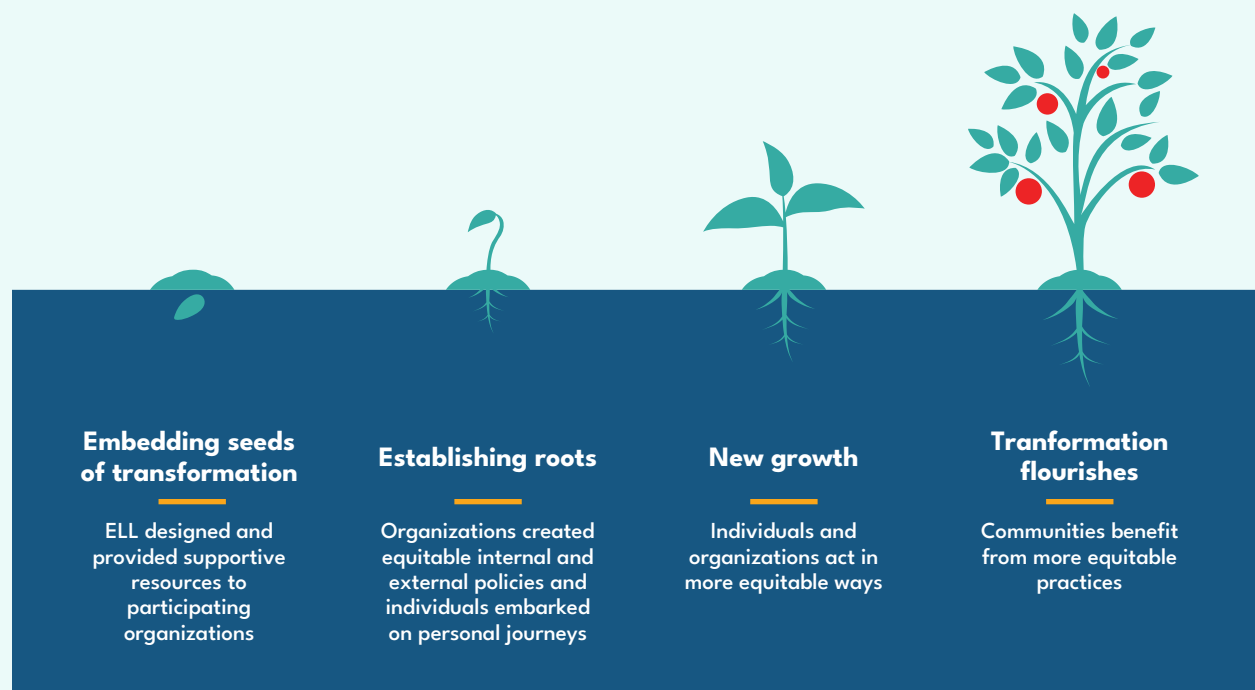 Embedding seeds
of transformation
ELL designed and
provided supportive
resources to
participating
organizations
Establishing roots
Organizations created
equitable internal and
external policies and
individuals embarked
on personal journeys
New growth
Individuals and
organizations act in
more equitable ways
Tranformation
flourishes
Communities benefit
from more equitable
practices